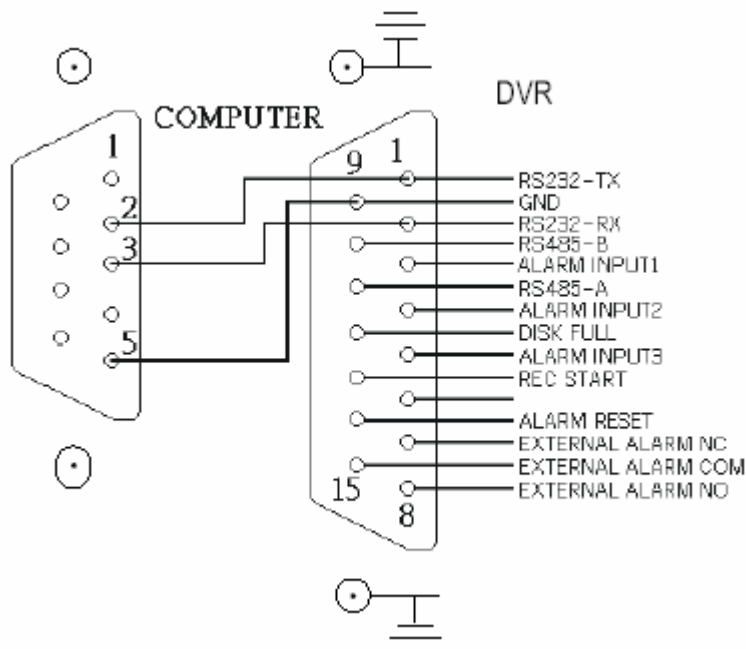 DVR
COMPUTER
1
2
3
5
9
1
15
8
RS232-TX
GND
RS232-RX
RS485-B
ALARM INPUT1
RS485-A
ALARM INPUT2
DISK FULL
ALARM INPUT3
REC START
ALARM RESET
EXTERNAL ALARM NC
EXTERNAL ALARM COM
EXTERNAL ALARM NO